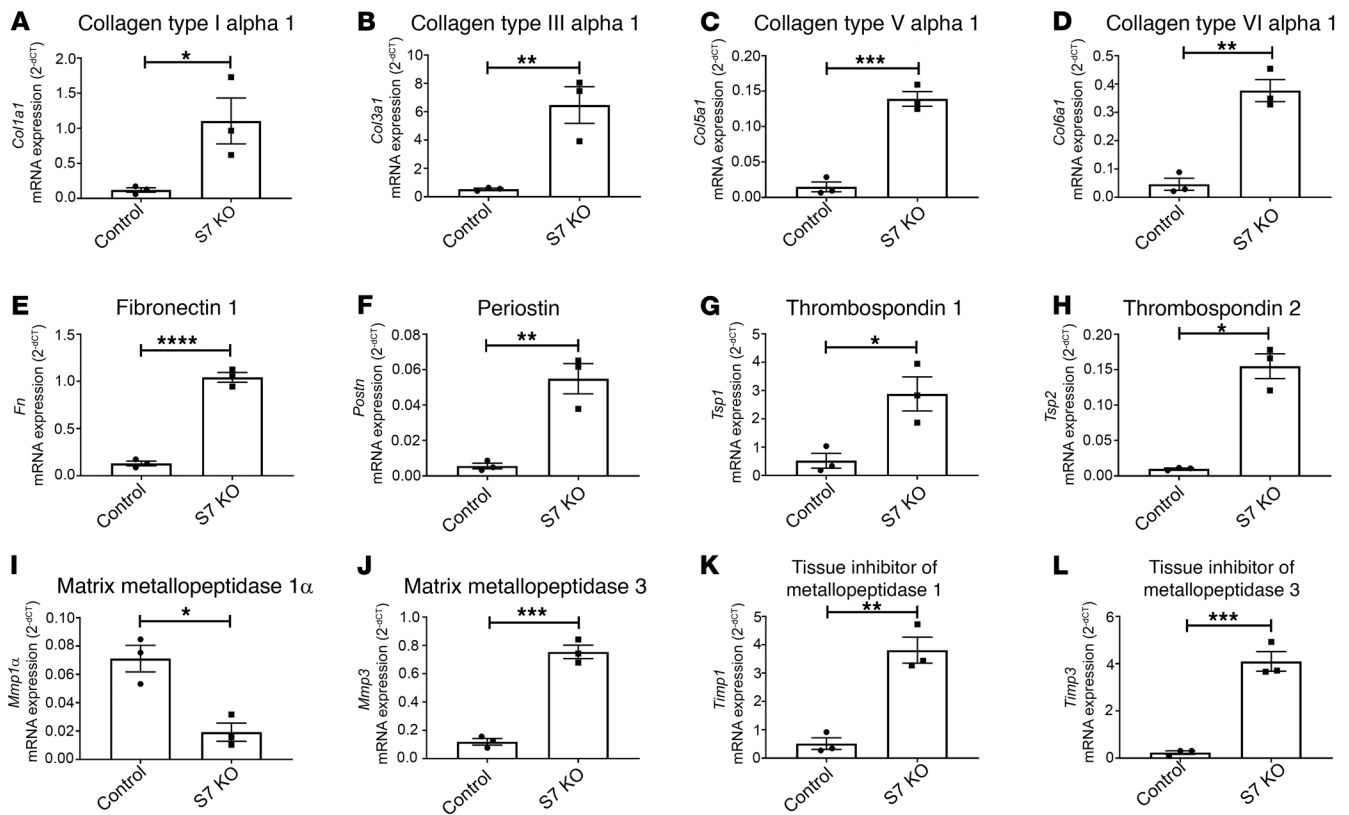 A Collagen type I alpha 1
Col1a1
mRNA expression (2-dCT)
2.0
1.5
1.0
0.5
0.0
*
Control
S7 KO
B Collagen type III alpha 1
Col3a1
mRNA expression (2-dCT)
10
8
6
4
2
0
**
Control
S7 KO
C Collagen type V alpha 1
Col5a1
mRNA expression (2-dCT)
0.20
0.15
0.10
0.05
0.00
***
Control
S7 KO
D Collagen type VI alpha 1
Col6a1
mRNA expression (2-dCT)
0.5
0.4
0.3
0.2
0.1
0.0
**
Control
S7 KO
E Fibronectin 1
Fn
mRNA expression (2-dCT)
1.5
1.0
0.5
0.0
****
Control
S7 KO
F Periostin
Postn
mRNA expression (2-dCT)
0.08
0.06
0.04
0.02
0.00
**
Control
S7 KO
G Thrombospondin 1
Tsp1
mRNA expression (2-dCT)
5
4
3
2
1
0
*
Control
S7 KO
H Thrombospondin 2
Tsp2
mRNA expression (2-dCT)
0.20
0.15
0.10
0.05
0.00
*
Control
S7 KO
I Matrix metallopeptidase 1α
Mmp1α
mRNA expression (2-dCT)
0.10
0.08
0.06
0.04
0.02
0.00
*
Control
S7 KO
J Matrix metallopeptidase 3
Mmp3
mRNA expression (2-dCT)
1.0
0.8
0.6
0.4
0.2
0.0
***
Control
S7 KO
K Tissue inhibitor of
metallopeptidase 1
Timp1
mRNA expression (2-dCT)
5
4
3
2
1
0
**
Control
S7 KO
L Tissue inhibitor of
metallopeptidase 3
Timp3
mRNA expression (2-dCT)
6
4
2
0
***
Control
S7 KO